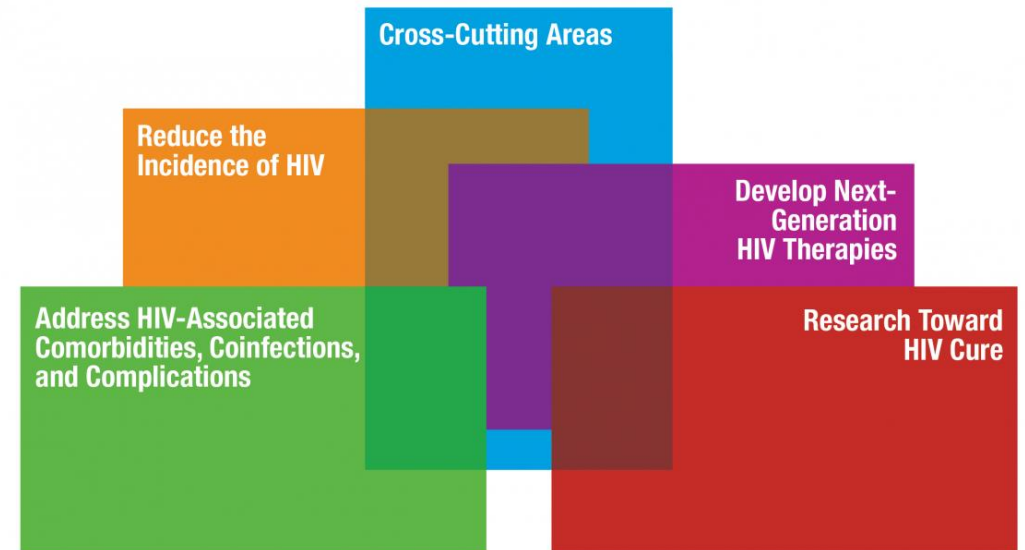 Cross-Cutting Areas
Reduce the
Incidence of HIV
Develop Next-
Generation
HIV Therapies
Address HIV-Associated
Comorbidities, Coinfections,
and Complications
Research Toward
HIV Cure